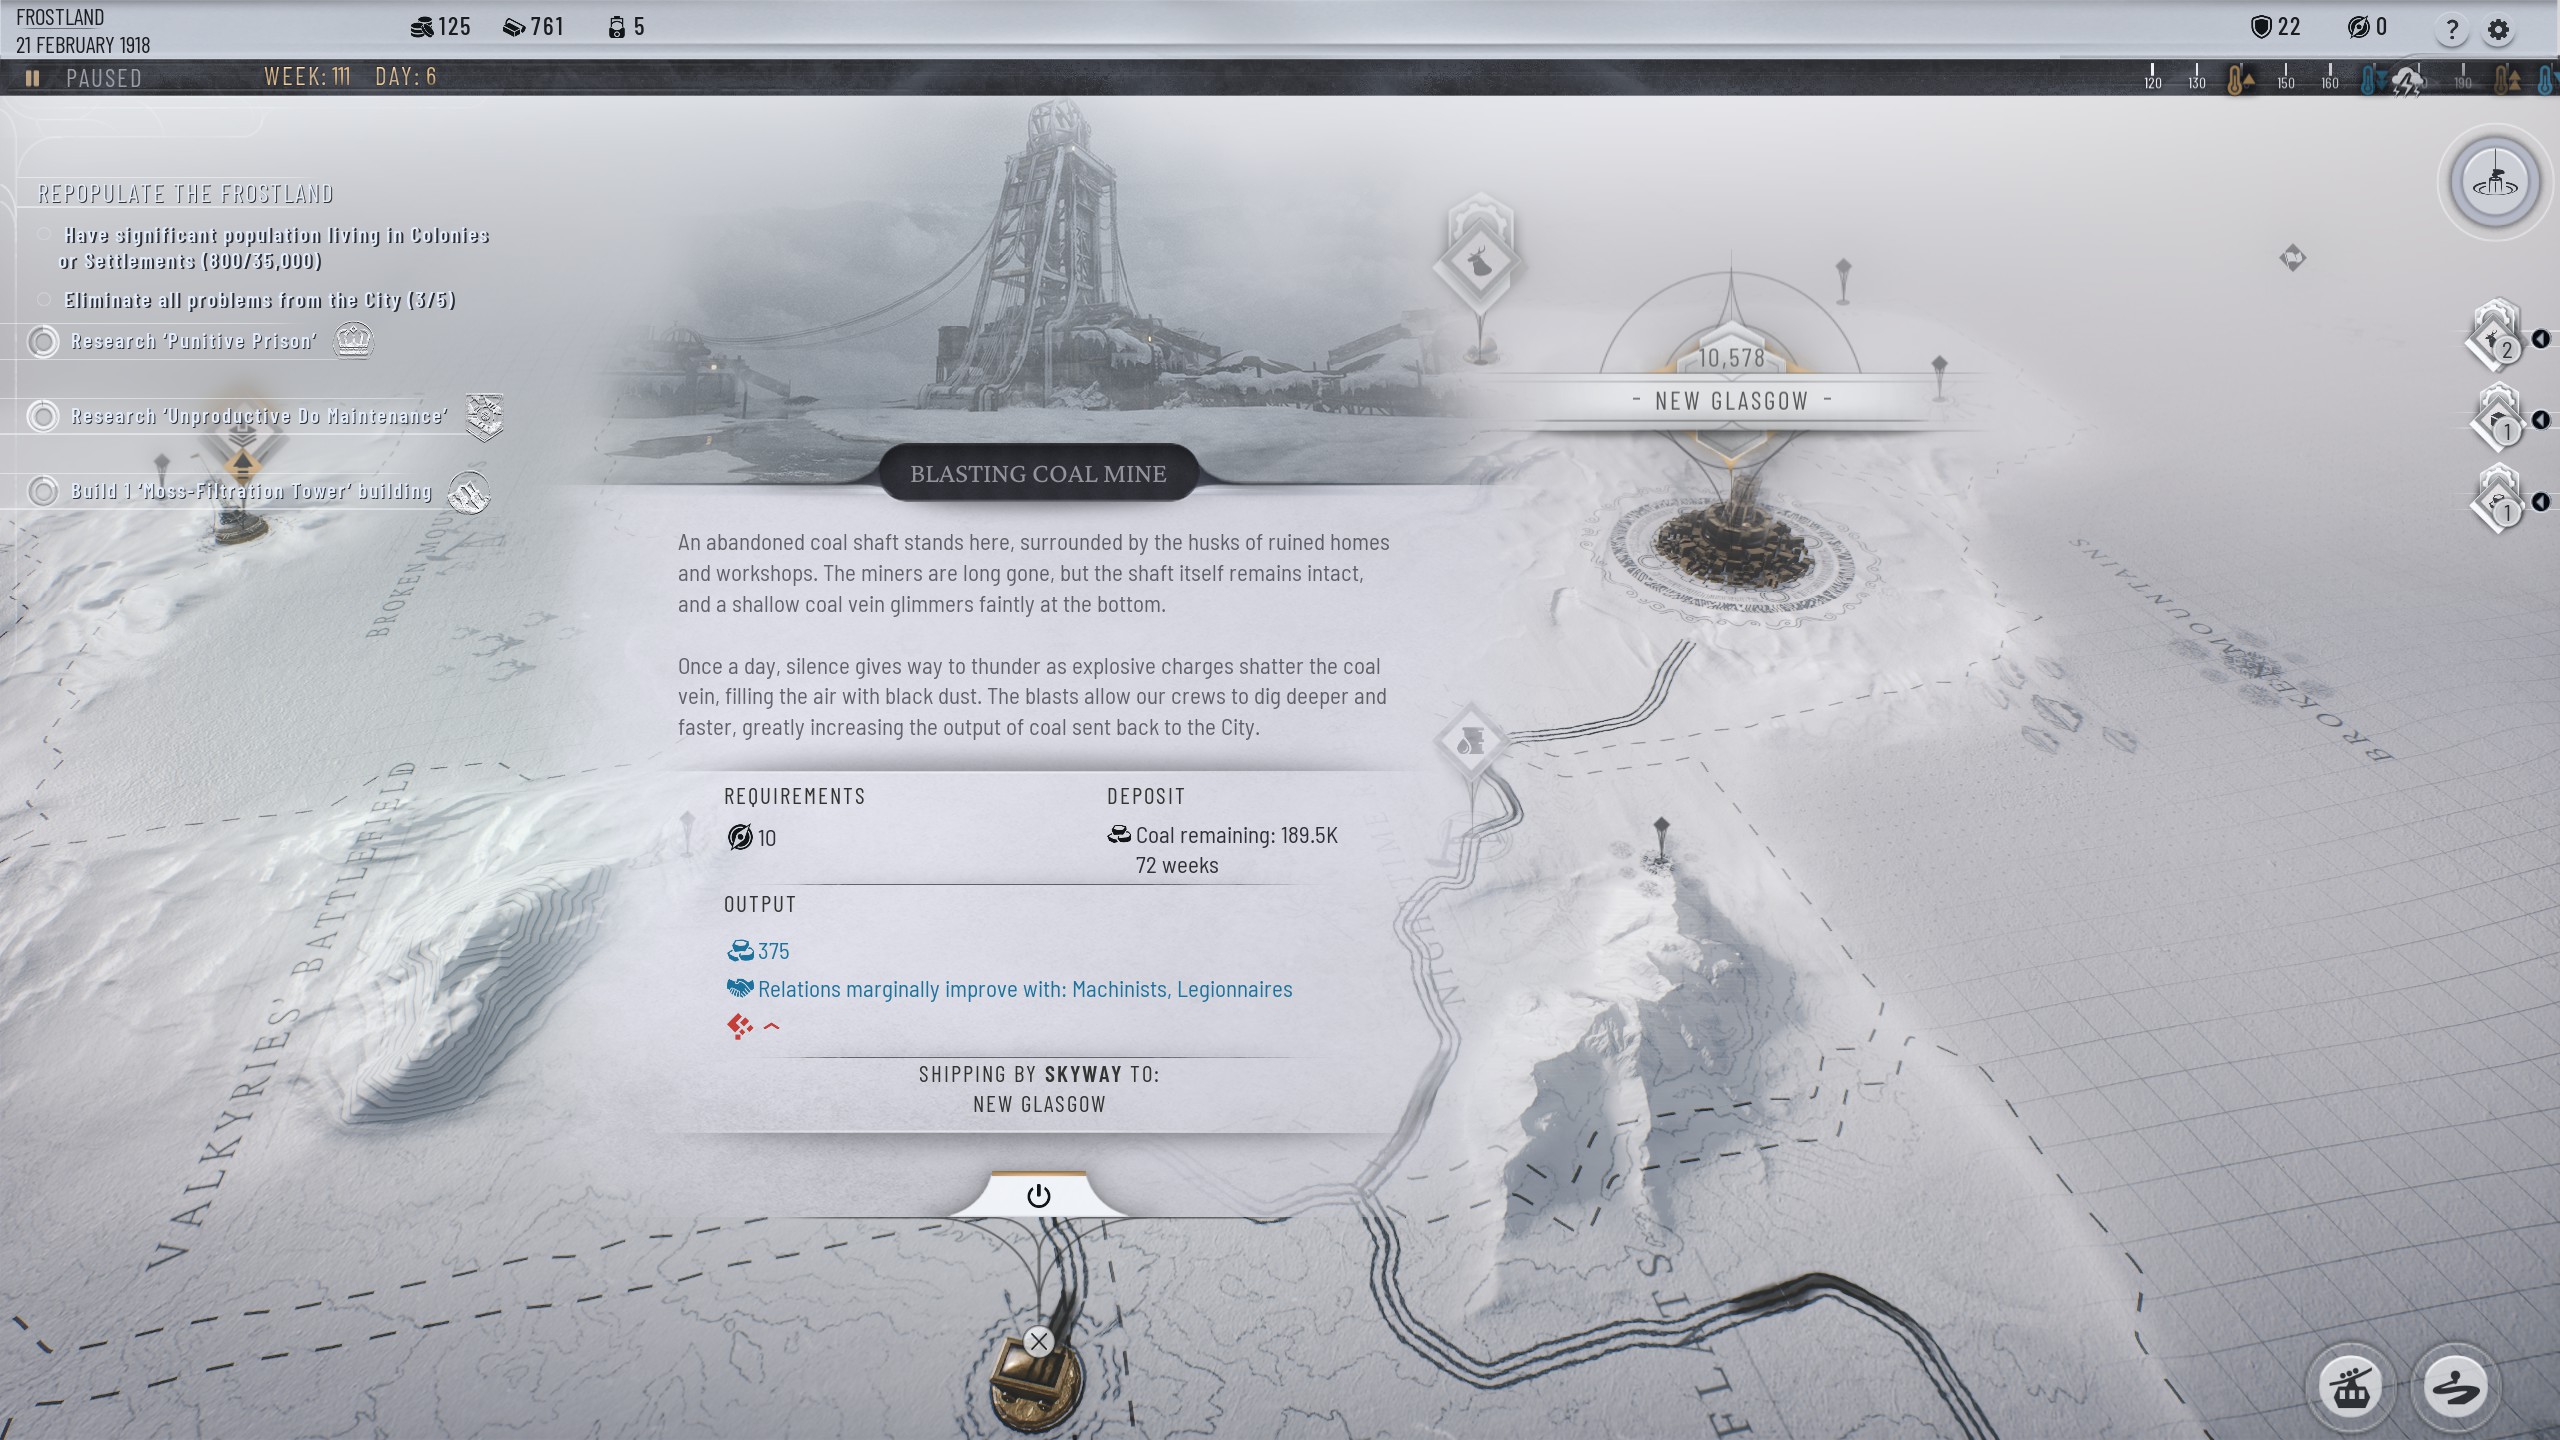 FROSTLAND
21 FEBRUARY 1918
125
761
5
22
0
?
PAUSED
WEEK: 111 DAY: 6
120
130
150
160
190
REPOPULATE THE FROSTLAND
Have significant population living in Colonies
or Settlements (800/35,000)
Eliminate all problems from the City (3/5)
Research 'Punitive Prison'
Research 'Unproductive Do Maintenance'
Build 1 'Moss-Filtration Tower' building
10,578
- NEW GLASGOW -
2
1
1
BLASTING COAL MINE
An abandoned coal shaft stands here, surrounded by the husks of ruined homes
and workshops. The miners are long gone, but the shaft itself remains intact,
and a shallow coal vein glimmers faintly at the bottom.
Once a day, silence gives way to thunder as explosive charges shatter the coal
vein, filling the air with black dust. The blasts allow our crews to dig deeper and
faster, greatly increasing the output of coal sent back to the City.
REQUIREMENTS
10
DEPOSIT
Coal remaining: 189.5K
72 weeks
OUTPUT
375
Relations marginally improve with: Machinists, Legionnaires
SHIPPING BY SKYWAY TO:
NEW GLASGOW
VALKYRIES' BATTLEFIELD
BROKEN
BROKEN MOUNTAINS
FLATS